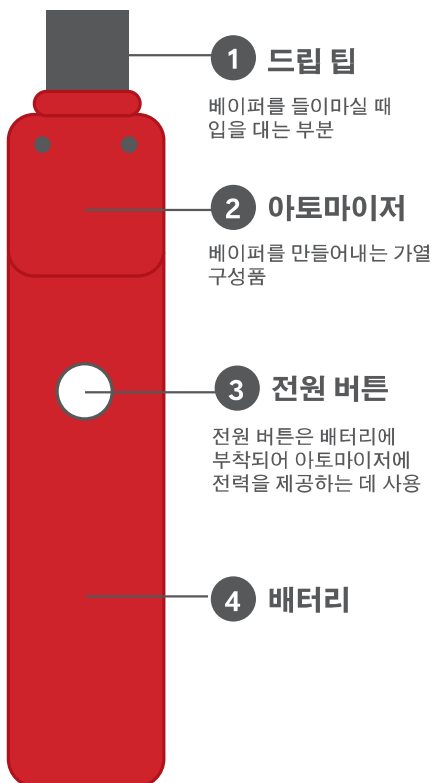 1 드립 팁
베이퍼를 들이마실 때
입을 대는 부분
2 아토마이저
베이퍼를 만들어내는 가열
구성품
3 전원 버튼
전원 버튼은 배터리에
부착되어 아토마이저에
전력을 제공하는 데 사용
4 배터리